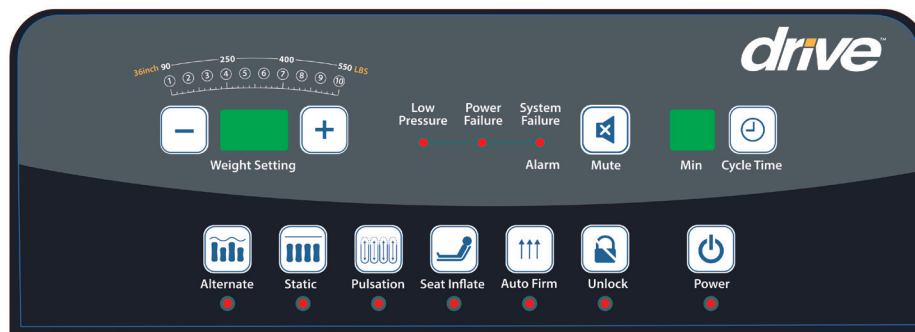 drive™
36inch 90 250 400 550 LBS
1 2 3 4 5 6 7 8 9 10
Low Pressure
Power Failure
System Failure
− +
Weight Setting
Alarm
Mute
Min
Cycle Time
Alternate
Static
Pulsation
Seat Inflate
Auto Firm
Unlock
Power